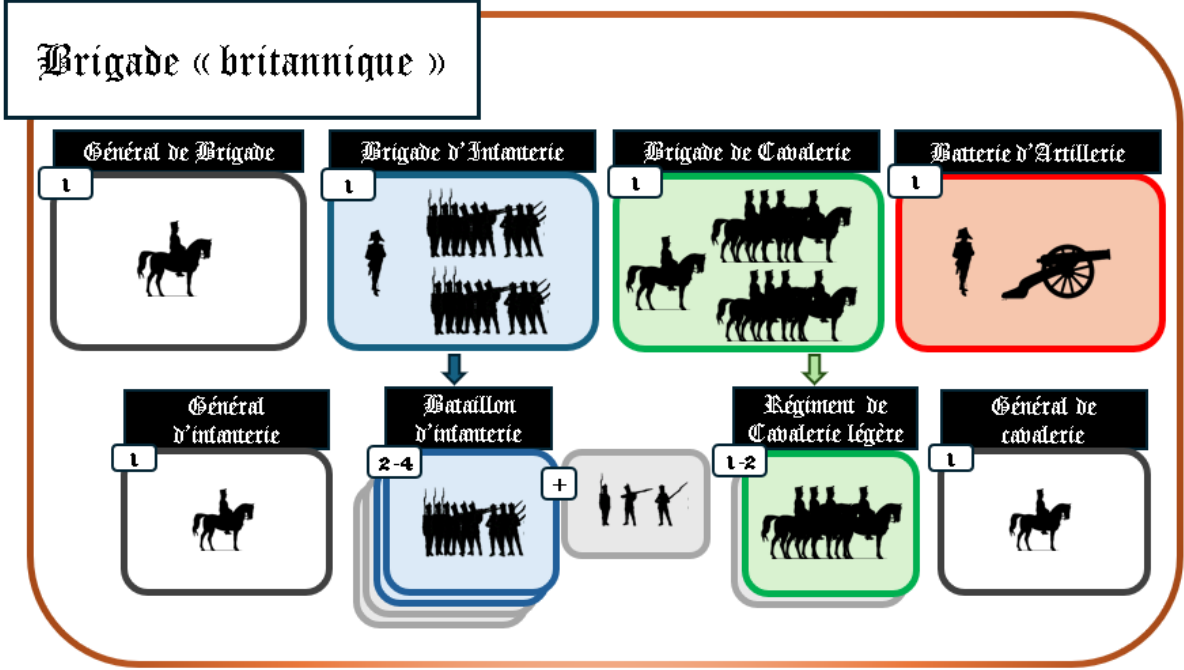 Brigade « britannique »
Général de Brigade
Brigade d'Infanterie
Brigade de Cavalerie
Batterie d'Artillerie
1
1
1
1
Général
d'infanterie
Bataillon
d'infanterie
Régiment de
Cavalerie légère
Général de
cavalerie
1
2-4
+
1-2
1